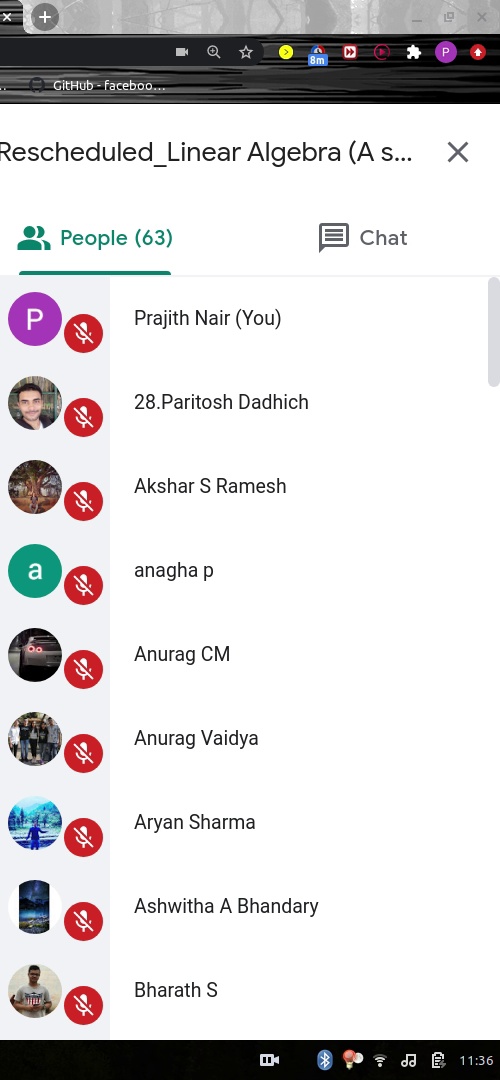 8m
P
GitHub - faceboo...
Rescheduled_Linear Algebra (A s...
People (63)
Chat
P
Prajith Nair (You)
28.Paritosh Dadhich
Akshar S Ramesh
a
anagha p
Anurag CM
Anurag Vaidya
Aryan Sharma
Ashwitha A Bhandary
Bharath S
11:36